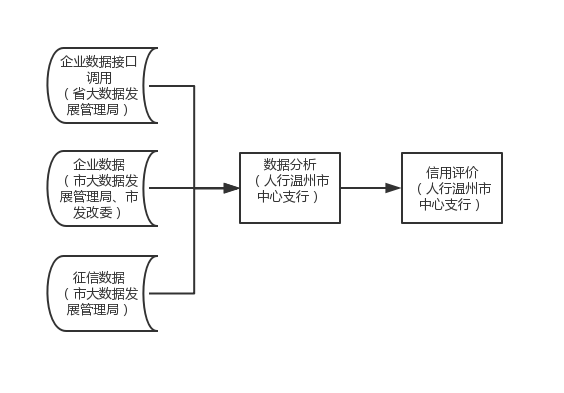 企业数据接口
调用
（省大数据发
展管理局）
企业数据
（市大数据发
展管理局、市
发改委）
征信数据
（市大数据发
展管理局）
数据分析
（人行温州市
中心支行）
信用评价
（人行温州市
中心支行）